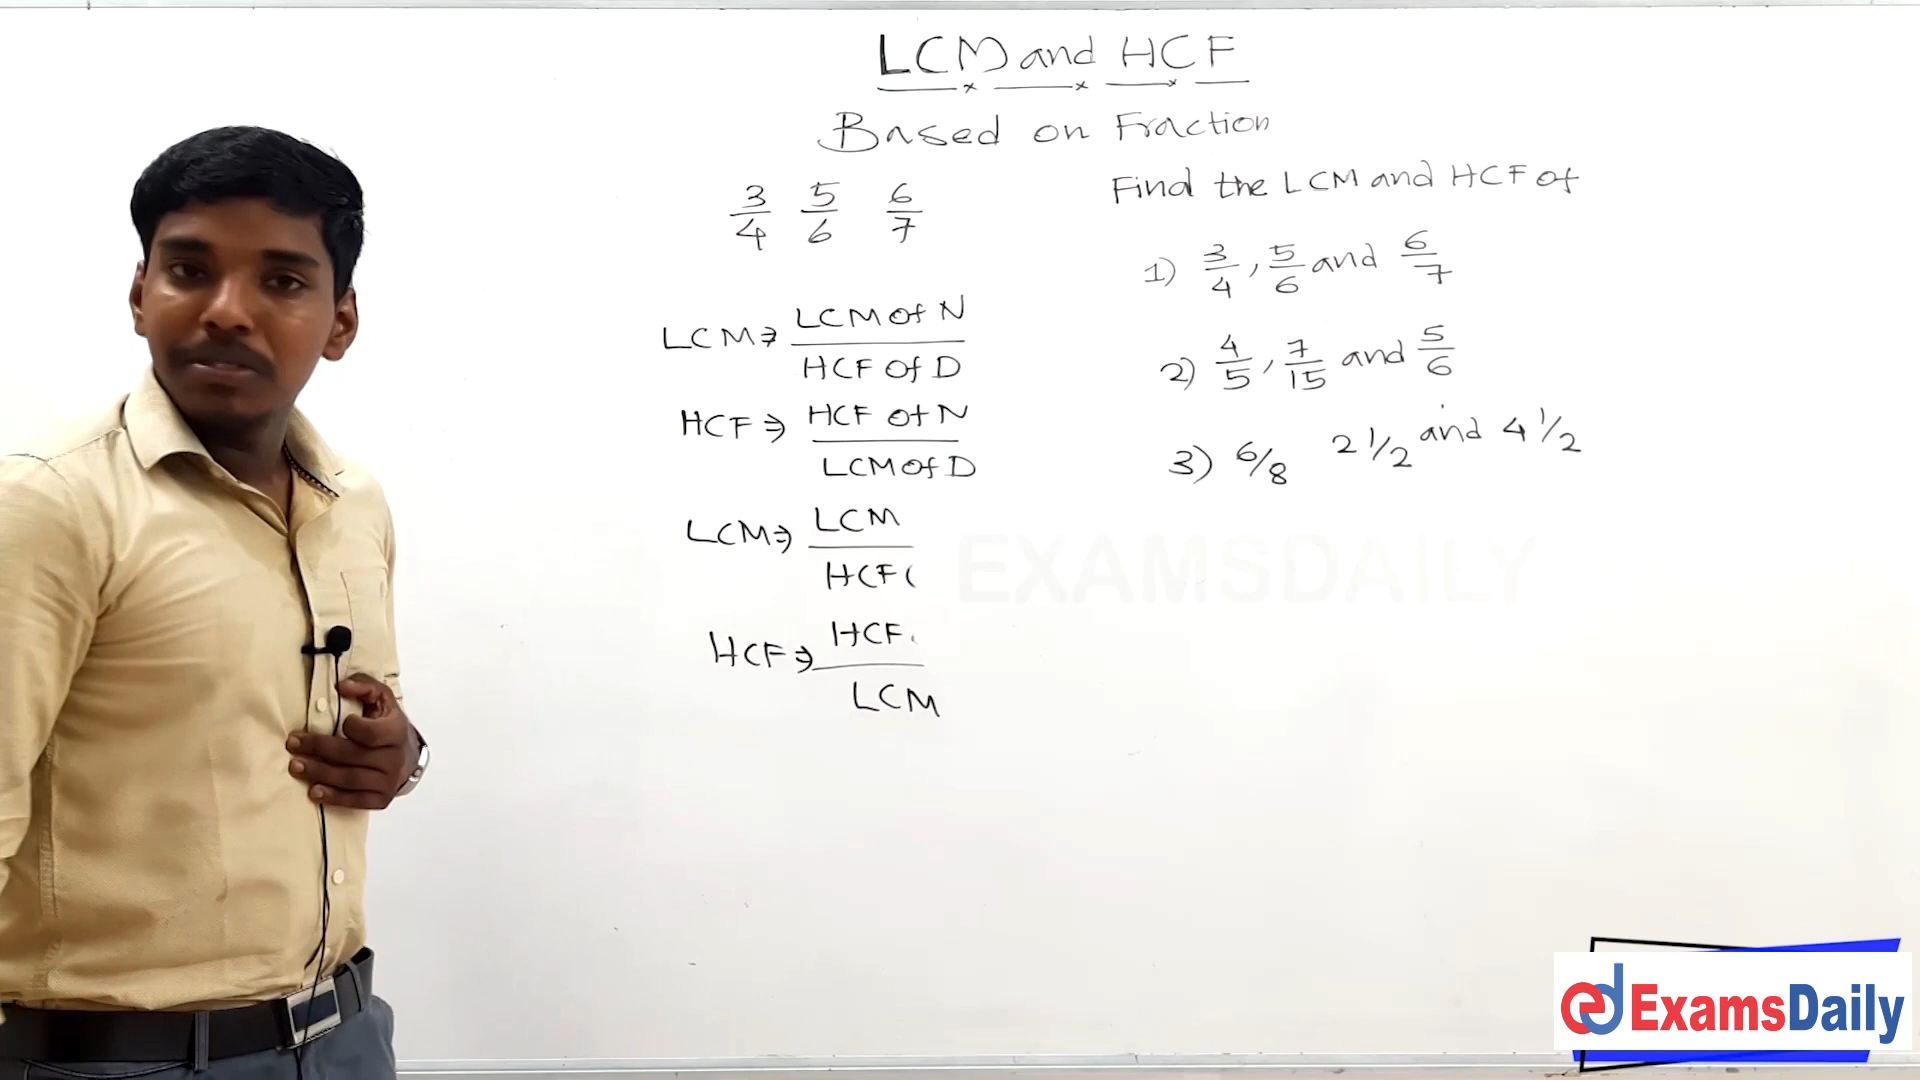 LCM and HCF
Based on Fraction
3/4 5/6 6/7
LCM ⇒ LCM of N / HCF of D
HCF ⇒ HCF of N / LCM of D
LCM ⇒ LCM / HCF (
HCF ⇒ HCF. / LCM
Find the LCM and HCF of
1) 3/4, 5/6 and 6/7
2) 4/5, 7/15 and 5/6
3) 6/8 2 1/2 and 4 1/2
EXAMSDAILY
ed ExamsDaily